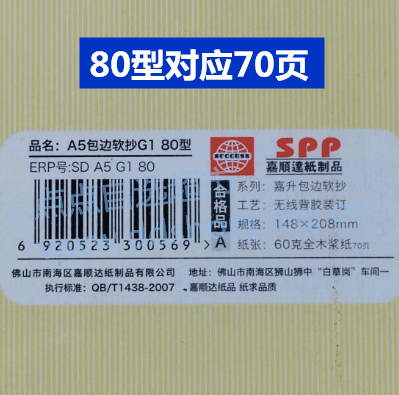 80型对应70页
品名：A5包边软抄G1 80型
ERP号:SD A5 G1 80
SUCCESS
SPP
嘉順達紙制品
合格品
A
系列：嘉升包边软抄
工艺：无线背胶装订
规格：148×208mm
纸张：60克全木浆纸70页
6 920523 300569 >
佛山市南海区嘉顺达纸制品有限公司 地址：佛山市南海区狮山狮中“白草岗”车间一
执行标准：QB/T1438-2007 嘉顺达纸品 纸求品质